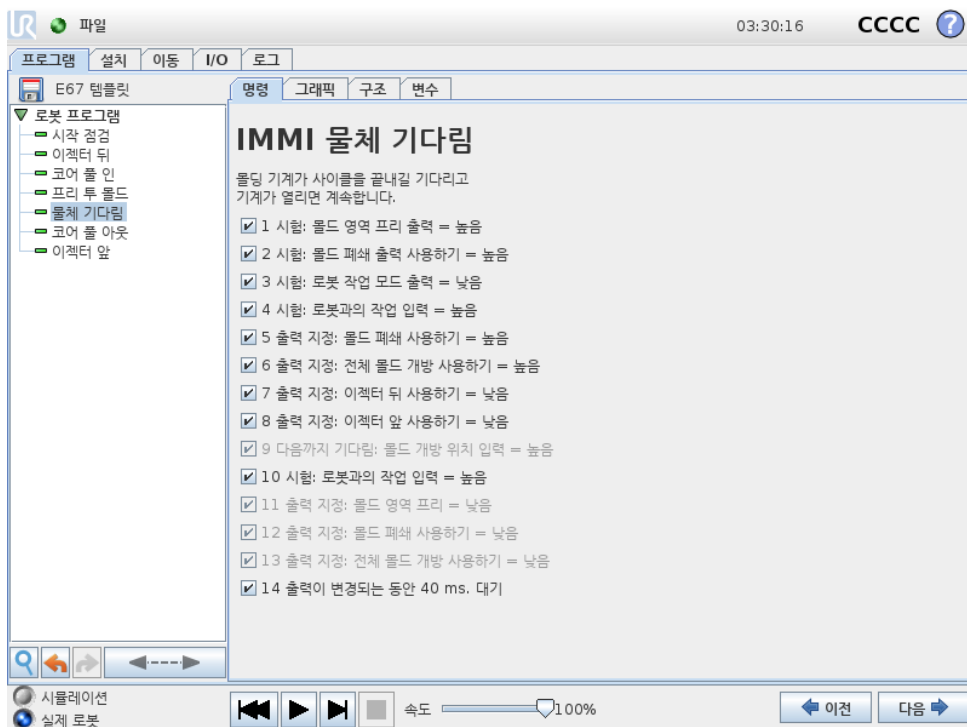 UR 파일 03:30:16 CCCC ?
프로그램 설치 이동 I/O 로그
E67 템플릿
명령 그래픽 구조 변수
로봇 프로그램
시작 점검
이젝터 뒤
코어 풀 인
프리 투 몰드
물체 기다림
코어 풀 아웃
이젝터 앞
IMMI 물체 기다림
몰딩 기계가 사이클을 끝내길 기다리고
기계가 열리면 계속합니다.
1 시험: 몰드 영역 프리 출력 = 높음
2 시험: 몰드 폐쇄 출력 사용하기 = 높음
3 시험: 로봇 작업 모드 출력 = 낮음
4 시험: 로봇과의 작업 입력 = 높음
5 출력 지정: 몰드 폐쇄 사용하기 = 높음
6 출력 지정: 전체 몰드 개방 사용하기 = 높음
7 출력 지정: 이젝터 뒤 사용하기 = 낮음
8 출력 지정: 이젝터 앞 사용하기 = 낮음
9 다음까지 기다림: 몰드 개방 위치 입력 = 높음
10 시험: 로봇과의 작업 입력 = 높음
11 출력 지정: 몰드 영역 프리 = 낮음
12 출력 지정: 몰드 폐쇄 사용하기 = 낮음
13 출력 지정: 전체 몰드 개방 사용하기 = 낮음
14 출력이 변경되는 동안 40 ms. 대기
시뮬레이션
실제 로봇
속도 100%
이전 다음